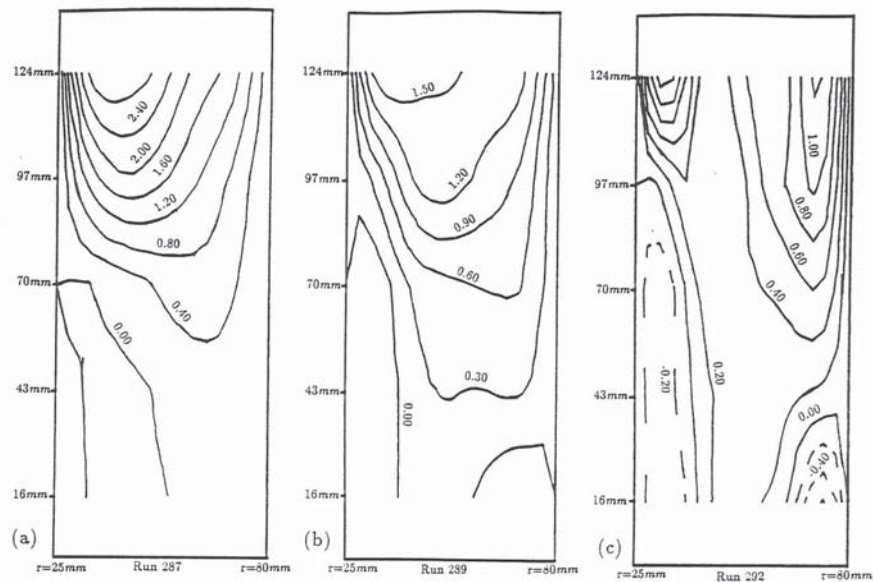 124mm
97mm
70mm
43mm
16mm
2.40
2.00
1.60
1.20
0.80
0.40
0.00
(a)
r=25mm Run 287 r=80mm
124mm
97mm
70mm
43mm
16mm
1.50
1.20
0.90
0.60
0.30
0.00
(b)
r=25mm Run 289 r=80mm
124mm
97mm
70mm
43mm
16mm
1.00
0.80
0.60
0.40
0.20
0.00
-0.20
-0.40
(c)
r=25mm Run 292 r=80mm